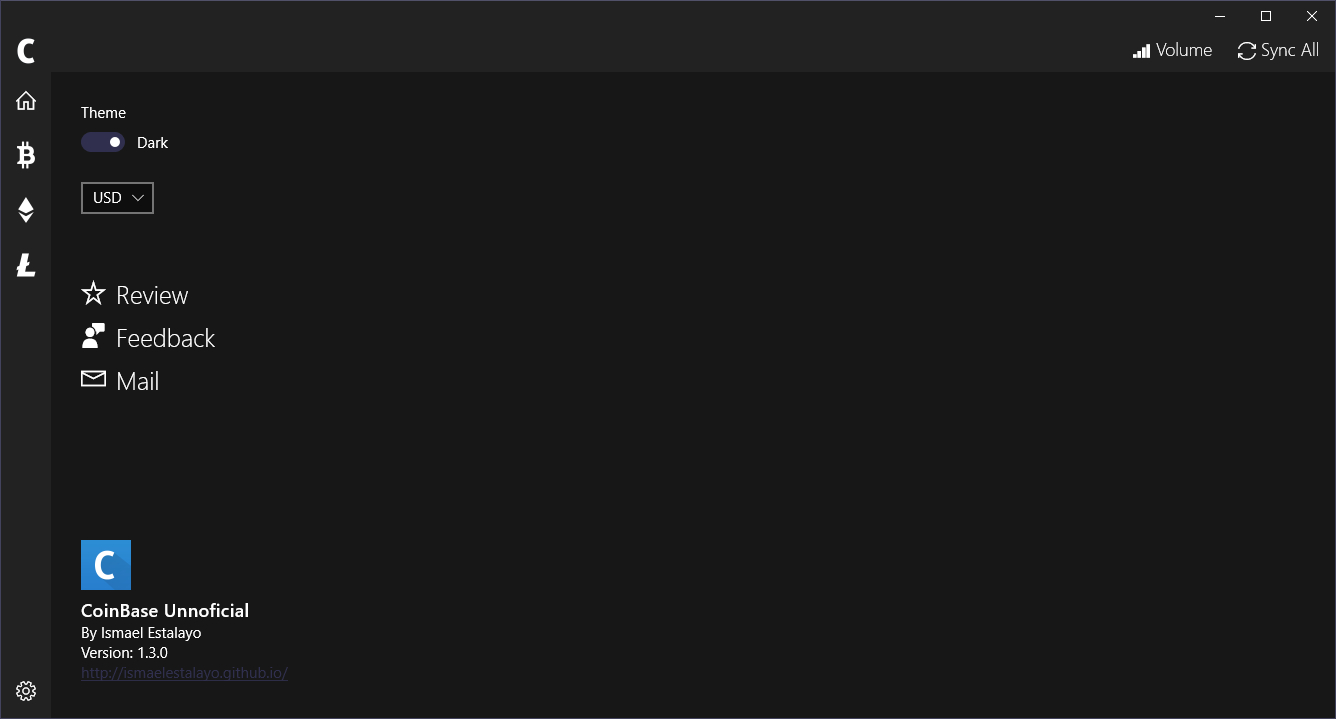 C
Volume Sync All
Theme
Dark
USD
Review
Feedback
Mail
C
CoinBase Unnoficial
By Ismael Estalayo
Version: 1.3.0
http://ismaelestalayo.github.io/